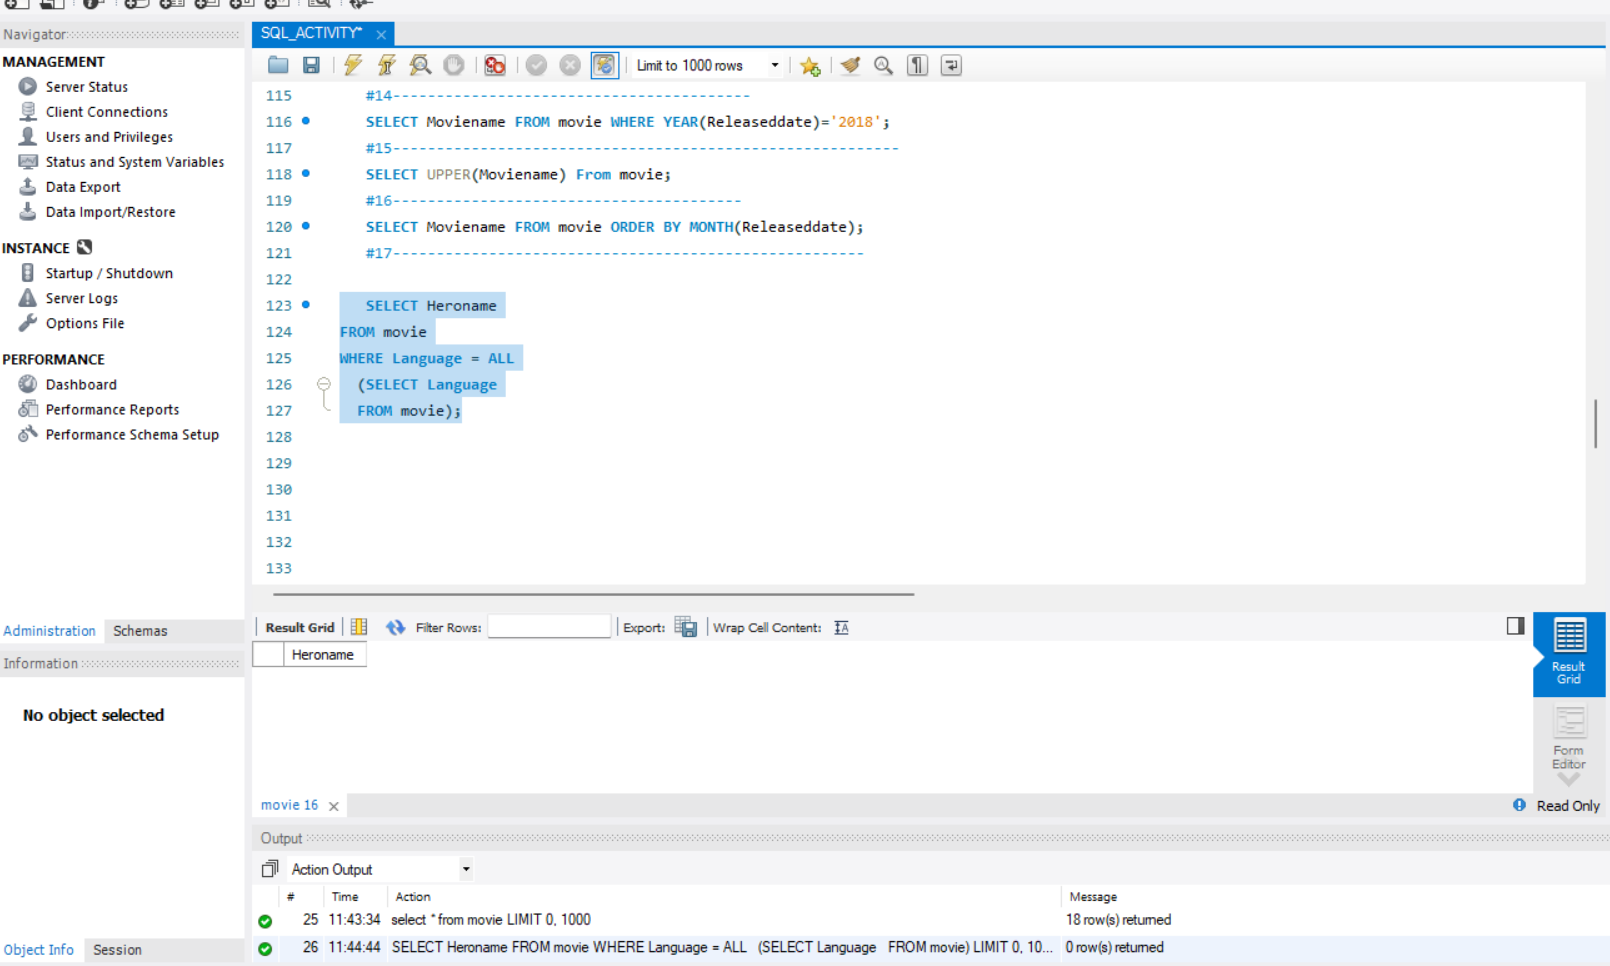 Navigator
MANAGEMENT
Server Status
Client Connections
Users and Privileges
Status and System Variables
Data Export
Data Import/Restore
INSTANCE
Startup / Shutdown
Server Logs
Options File
PERFORMANCE
Dashboard
Performance Reports
Performance Schema Setup
Administration Schemas
Information
No object selected
Object Info Session
SQL_ACTIVITY*
Limit to 1000 rows
115 #14-----------------------------------------
116 SELECT Moviename FROM movie WHERE YEAR(Releaseddate)='2018';
117 #15----------------------------------------------------------
118 SELECT UPPER(Moviename) From movie;
119 #16----------------------------------------
120 SELECT Moviename FROM movie ORDER BY MONTH(Releaseddate);
121 #17------------------------------------------------------
122
123 SELECT Heroname
124 FROM movie
125 WHERE Language = ALL
126 (SELECT Language
127 FROM movie);
128
129
130
131
132
133
Result Grid Filter Rows: Export: Wrap Cell Content:
Heroname
Result
Grid
Form
Editor
movie 16 Read Only
Output
Action Output
# Time Action Message
25 11:43:34 select * from movie LIMIT 0, 1000 18 row(s) returned
26 11:44:44 SELECT Heroname FROM movie WHERE Language = ALL (SELECT Language FROM movie) LIMIT 0, 10... 0 row(s) returned